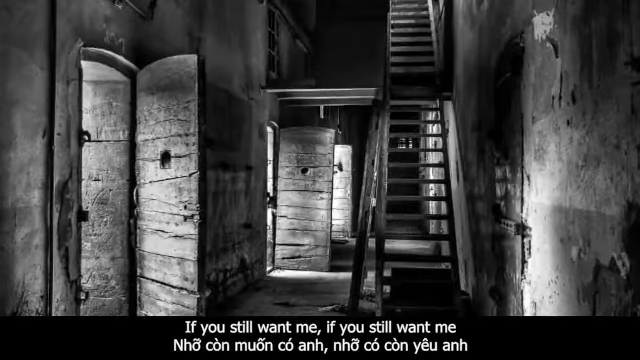 If you still want me, if you still want me
Nhỡ còn muốn có anh, nhỡ có còn yêu anh